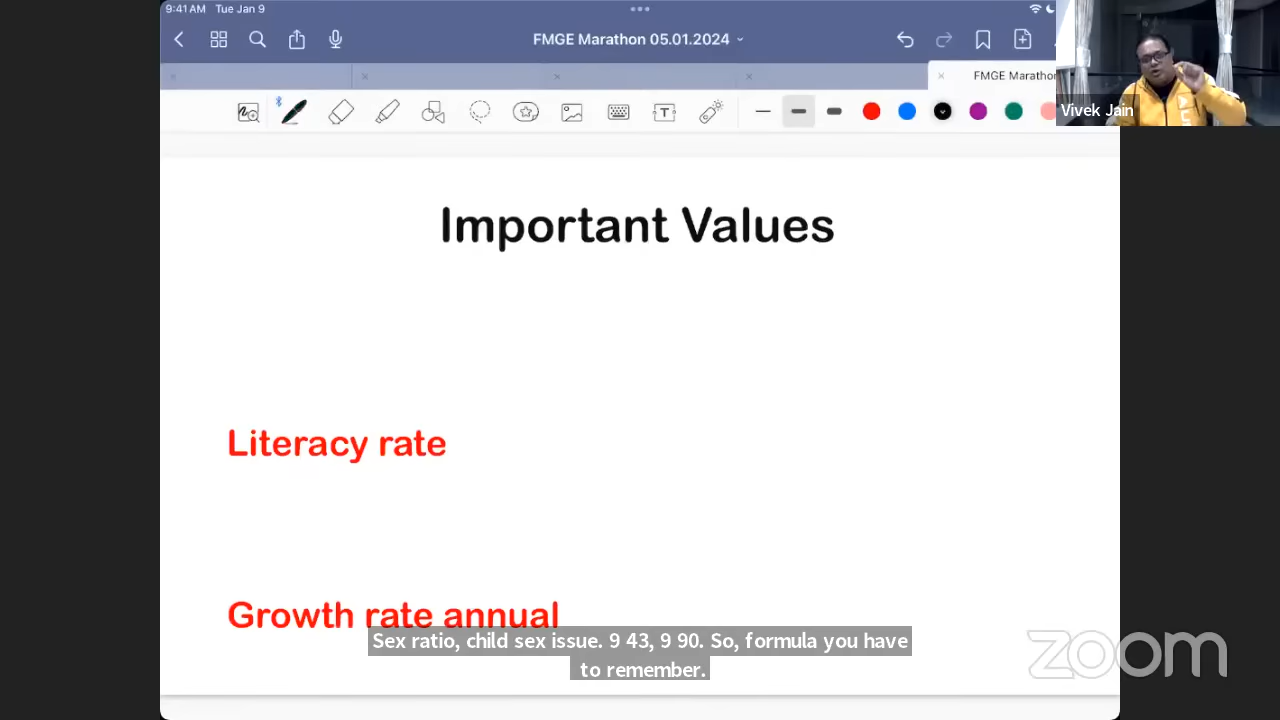 9:41 AM Tue Jan 9
FMGE Marathon 05.01.2024
FMGE Marathon
T
Vivek Jain
Important Values
Literacy rate
Growth rate annual
Sex ratio, child sex issue. 9 43, 9 90. So, formula you have
to remember.
zoom